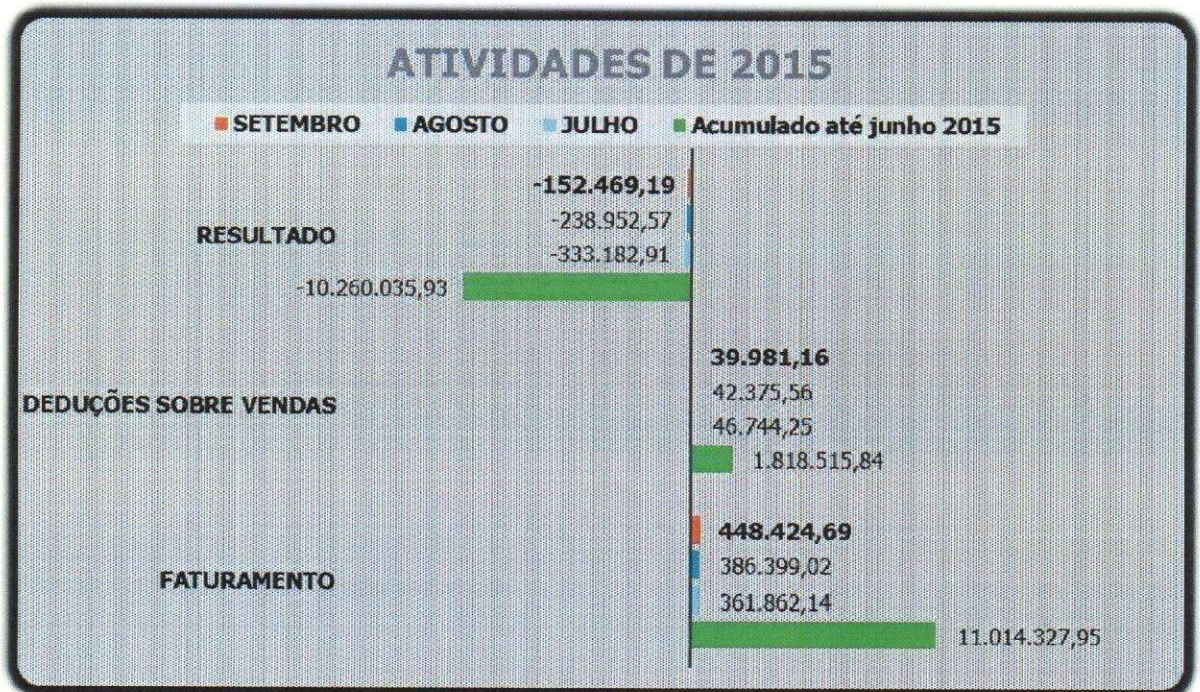 ATIVIDADES DE 2015
SETEMBRO AGOSTO JULHO Acumulado até junho 2015
RESULTADO
-152.469,19
-238.952,57
-333.182,91
-10.260.035,93
DEDUÇÕES SOBRE VENDAS
39.981,16
42.375,56
46.744,25
1.818.515,84
FATURAMENTO
448.424,69
386.399,02
361.862,14
11.014.327,95